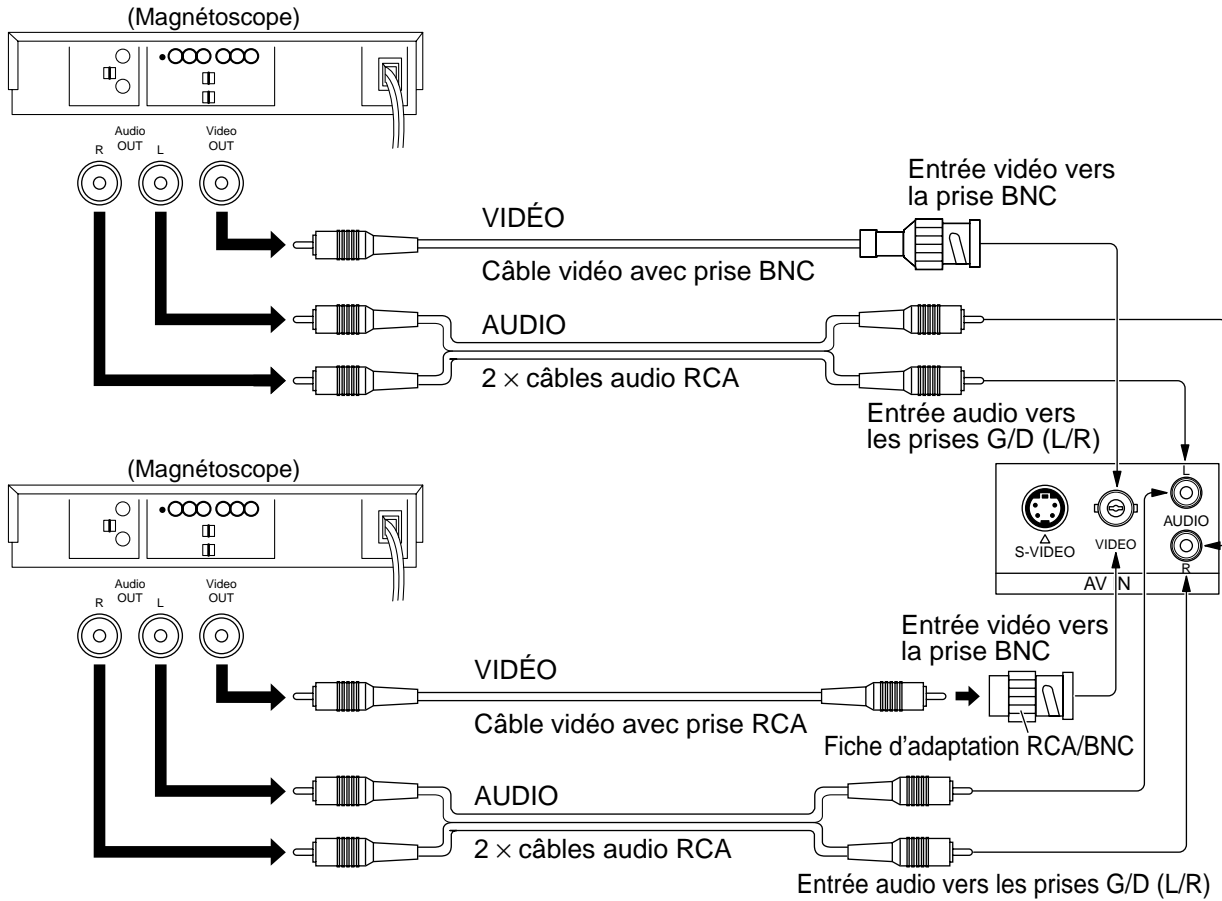 (Magnétoscope)
Audio
OUT
R
L
Video
OUT
VIDÉO
Câble vidéo avec prise BNC
Entrée vidéo vers
la prise BNC
AUDIO
2 × câbles audio RCA
Entrée audio vers
les prises G/D (L/R)
(Magnétoscope)
L
AUDIO
S-VIDEO
VIDEO
R
AV IN
Audio
OUT
R
L
Video
OUT
VIDÉO
Câble vidéo avec prise RCA
Entrée vidéo vers
la prise BNC
Fiche d'adaptation RCA/BNC
AUDIO
2 × câbles audio RCA
Entrée audio vers les prises G/D (L/R)